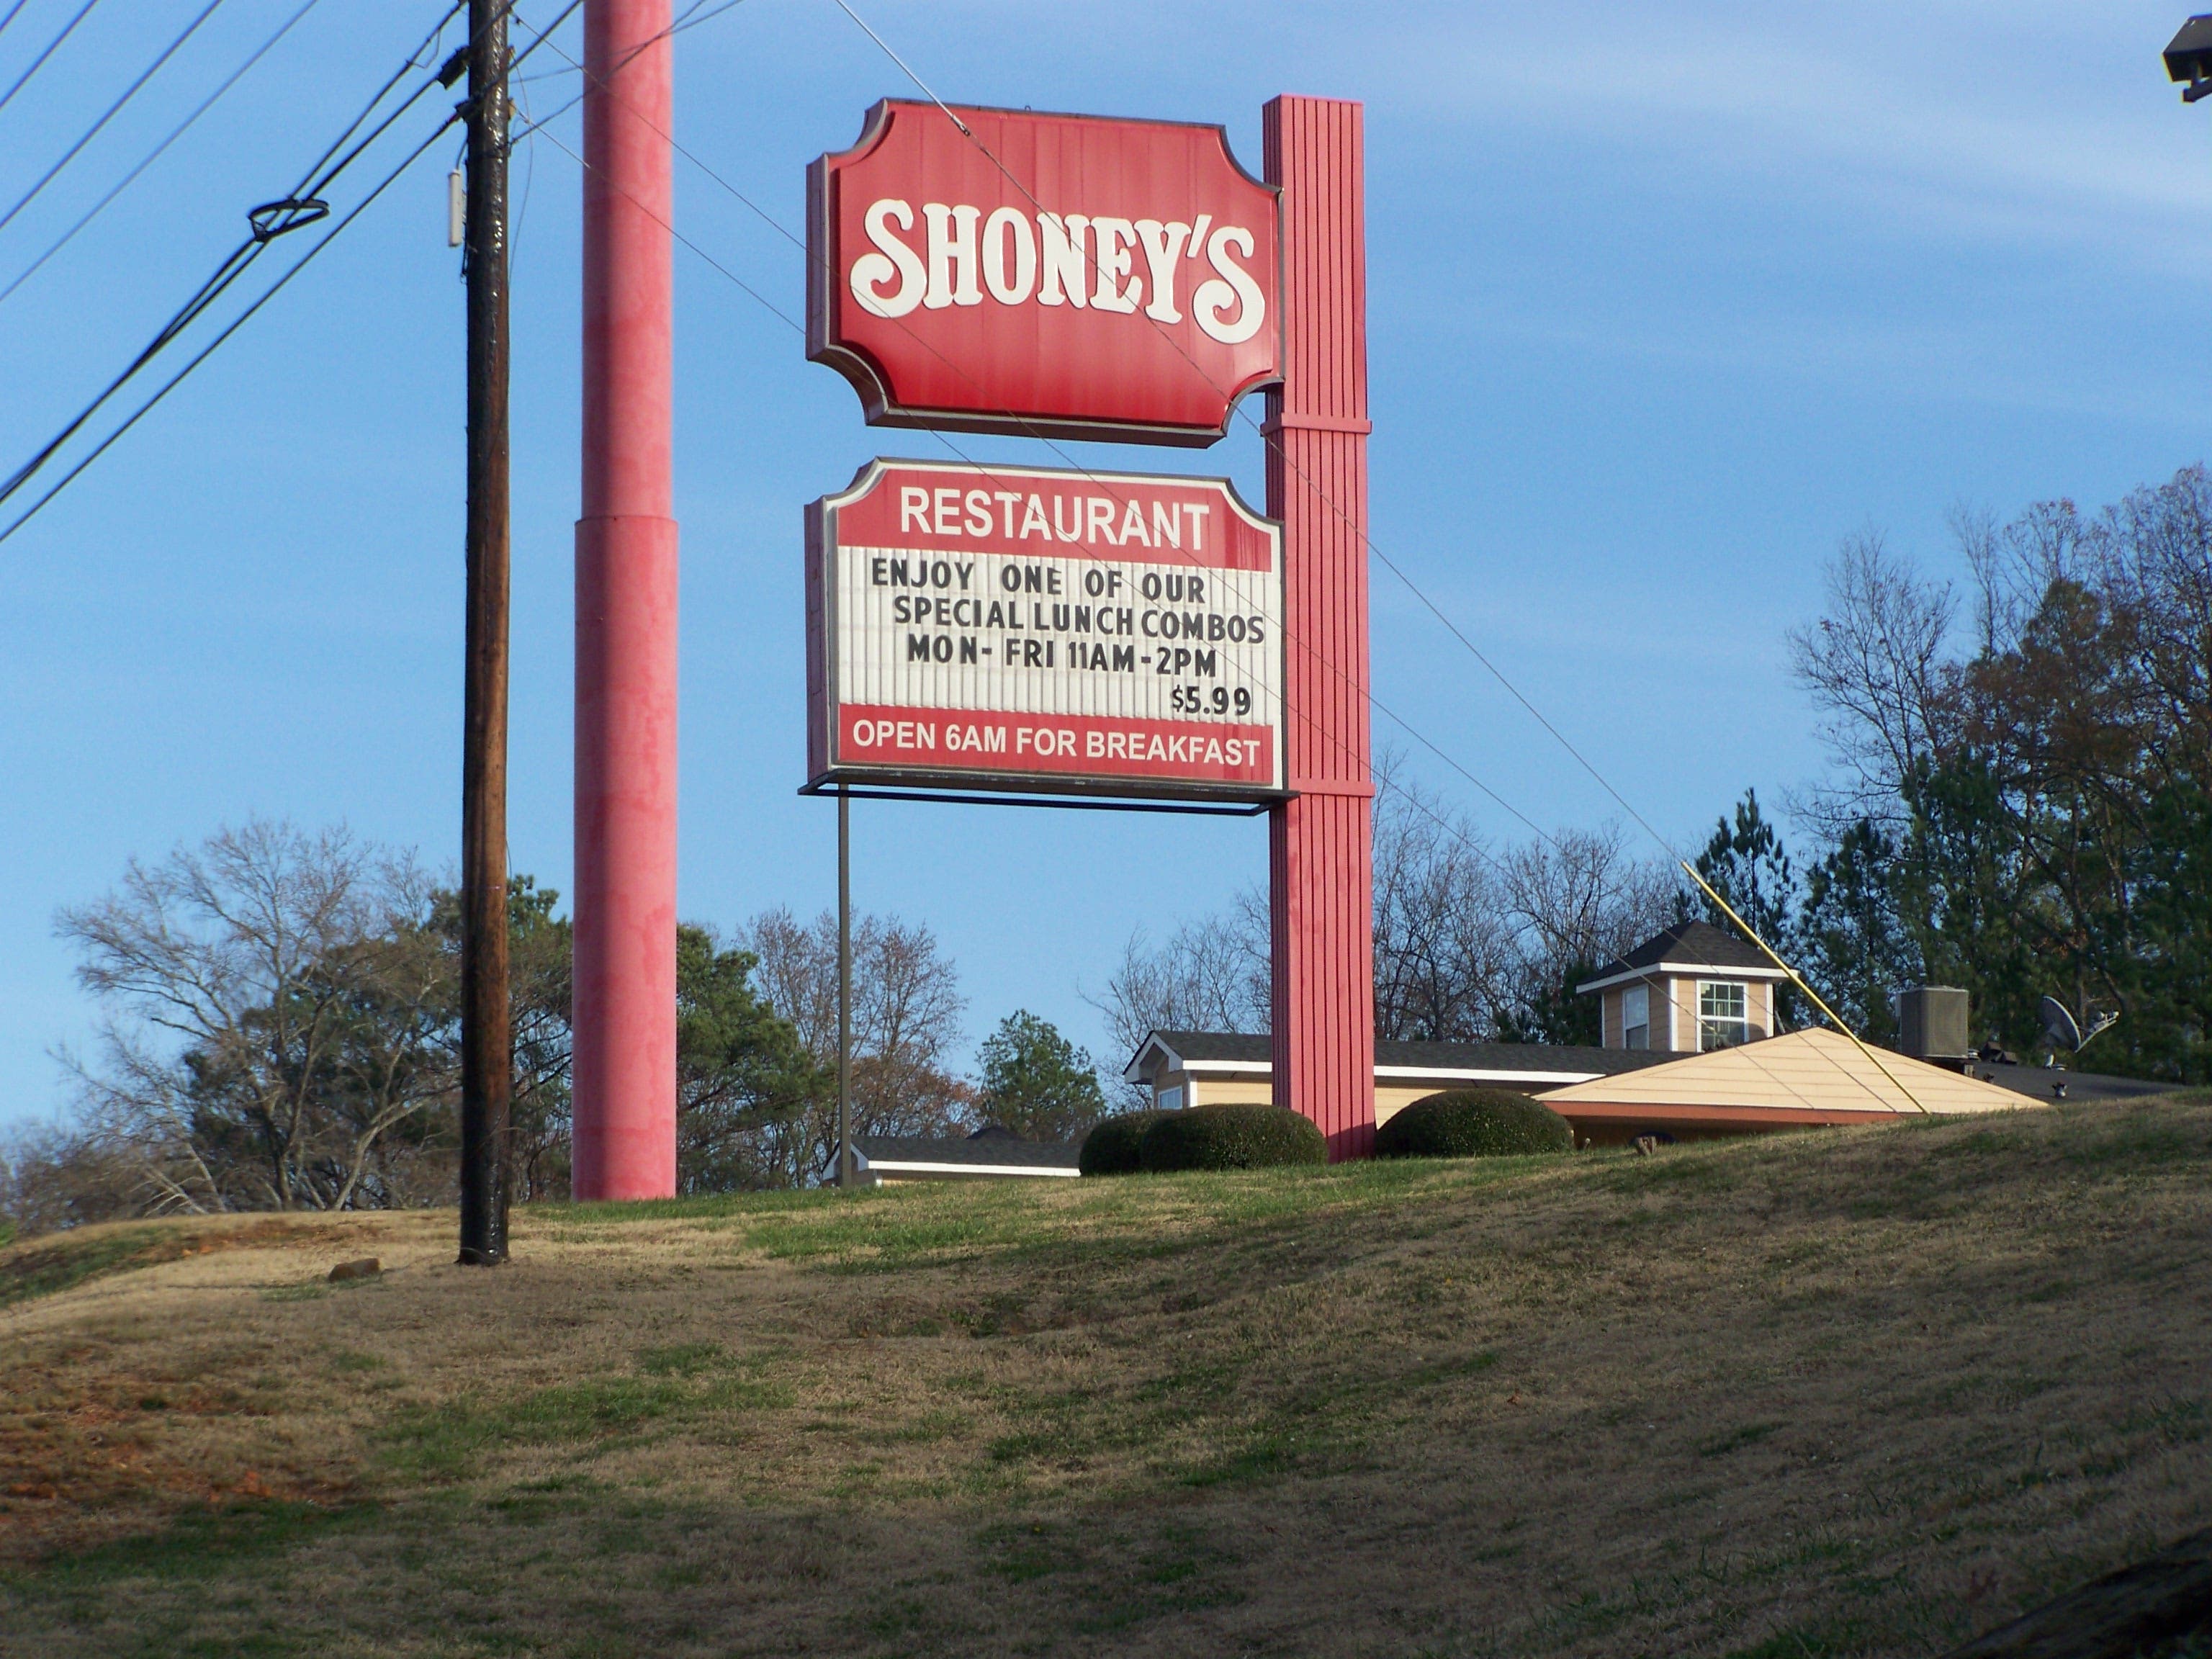 SHONEY'S
RESTAURANT
ENJOY ONE OF OUR
SPECIAL LUNCH COMBOS
MON- FRI 11AM-2PM
$5.99
OPEN 6AM FOR BREAKFAST